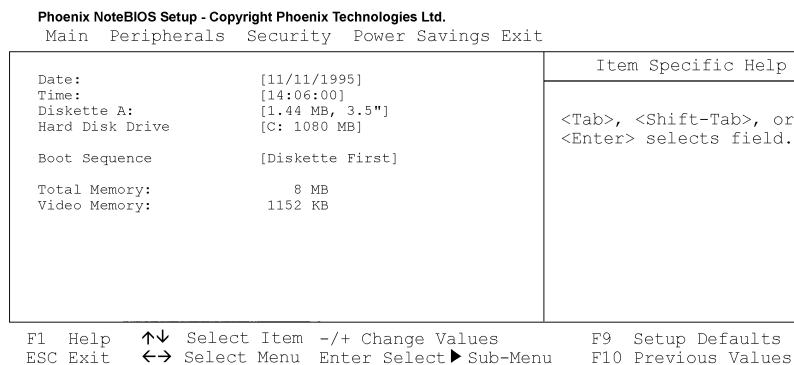 Phoenix NoteBIOS Setup - Copyright Phoenix Technologies Ltd.
Main Peripherals Security Power Savings Exit
Item Specific Help
Date: [11/11/1995]
Time: [14:06:00]
Diskette A: [1.44 MB, 3.5"]
Hard Disk Drive [C: 1080 MB]
<Tab>, <Shift-Tab>, or
<Enter> selects field.
Boot Sequence [Diskette First]
Total Memory: 8 MB
Video Memory: 1152 KB
F1 Help ↑↓ Select Item -/+ Change Values F9 Setup Defaults
ESC Exit ←→ Select Menu Enter Select ▶ Sub-Menu F10 Previous Values